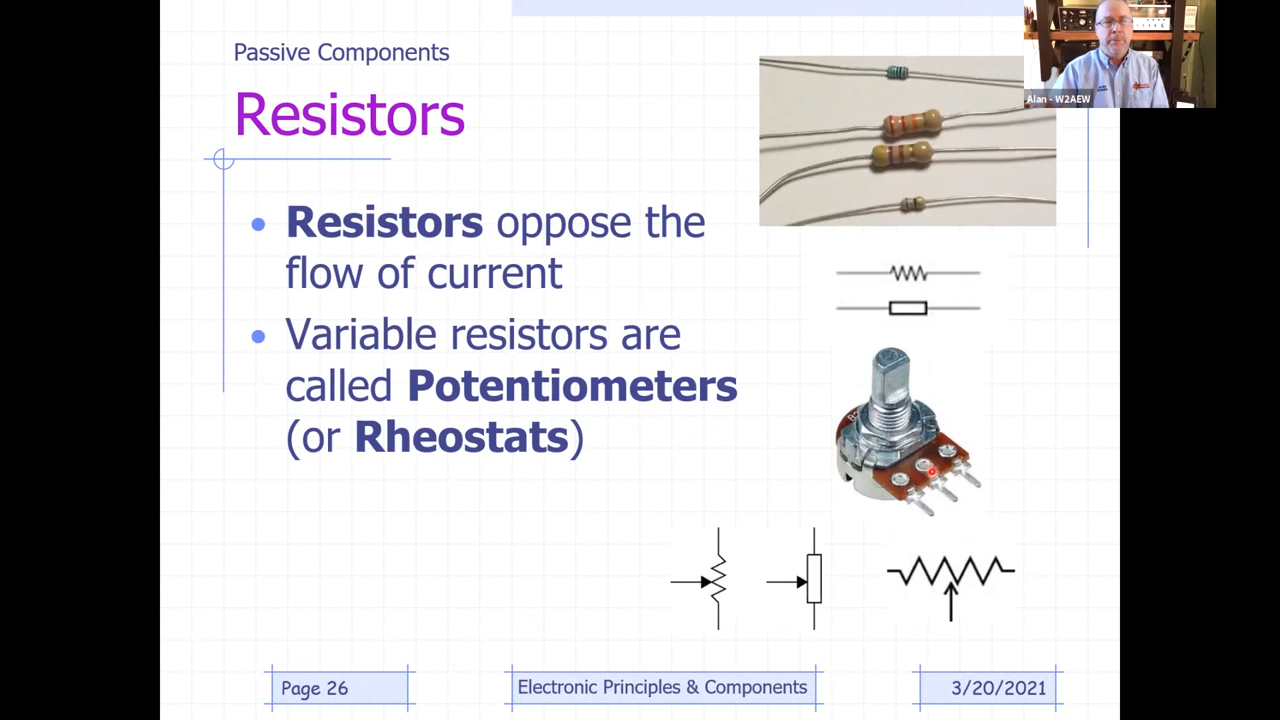 Passive Components
Resistors
Alan - W2AEW
• Resistors oppose the
flow of current
• Variable resistors are
called Potentiometers
(or Rheostats)
Page 26
Electronic Principles & Components
3/20/2021